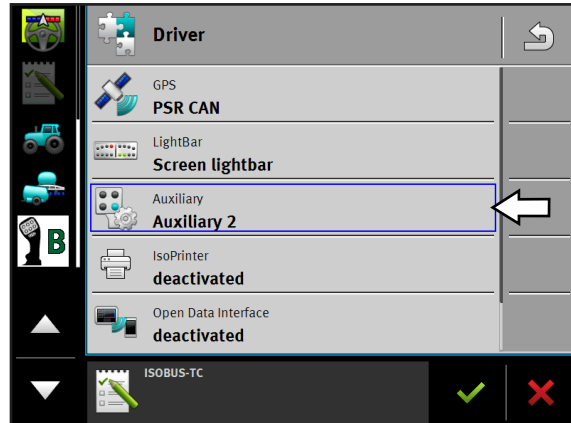 Driver
GPS
PSR CAN
LightBar
Screen lightbar
Auxiliary
Auxiliary 2
B
IsoPrinter
deactivated
Open Data Interface
deactivated
ISOBUS-TC